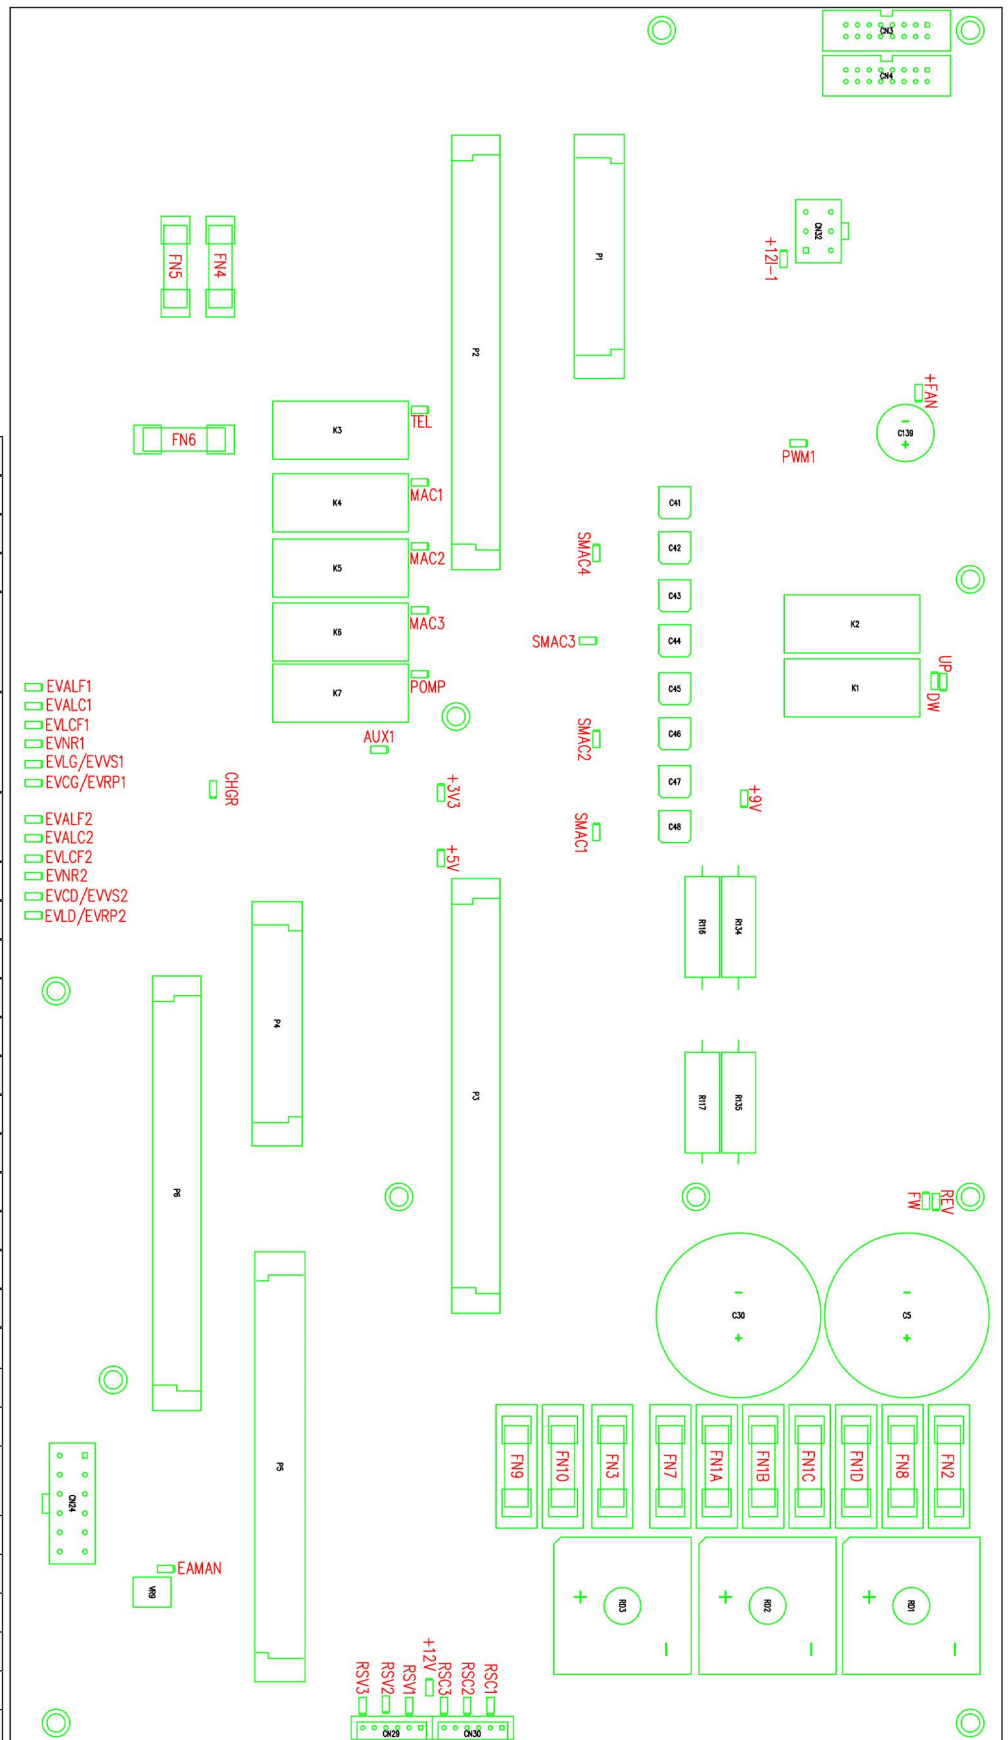 CN3
CN4
CN32
+12I-1
P1
P2
FN5
FN4
FN6
+FAN
C139
PWM1
K3
TEL
K4
MAC1
K5
MAC2
K6
MAC3
K7
POMP
AUX1
C41
C42
C43
C44
C45
C46
C47
C48
SMAC4
SMAC3
SMAC2
SMAC1
K2
K1
UP
DW
+9V
+3V3
+5V
CHGR
EVALF1
EVALC1
EVLCF1
EVNR1
EVLG/EVVS1
EVCG/EVRP1
EVALF2
EVALC2
EVLCF2
EVNR2
EVCD/EVVS2
EVLD/EVRP2
R116
R134
R117
R135
P4
P3
P6
P5
FW
REV
C30
C5
FN9
FN10
FN3
FN7
FN1A
FN1B
FN1C
FN1D
FN8
FN2
RD3
RD2
RD1
CN24
EAMAN
VR9
RSV3
RSV2
RSV1
+12V
RSC3
RSC2
RSC1
CN29
CN30